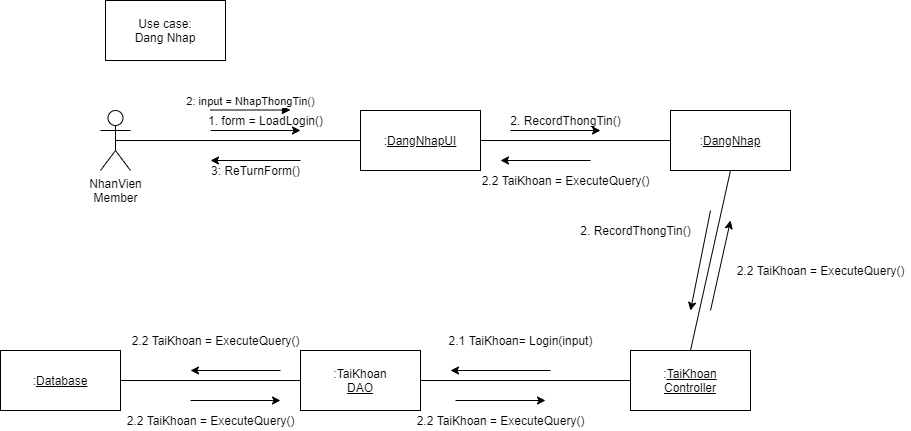 Use case:
Dang Nhap
2: input = NhapThongTin()
1. form = LoadLogin()
3: ReTurnForm()
NhanVien
Member
:DangNhapUI
2. RecordThongTin()
2.2 TaiKhoan = ExecuteQuery()
:DangNhap
2. RecordThongTin()
2.2 TaiKhoan = ExecuteQuery()
:Database
2.2 TaiKhoan = ExecuteQuery()
2.2 TaiKhoan = ExecuteQuery()
:TaiKhoan
DAO
2.1 TaiKhoan= Login(input)
2.2 TaiKhoan = ExecuteQuery()
:TaiKhoan
Controller